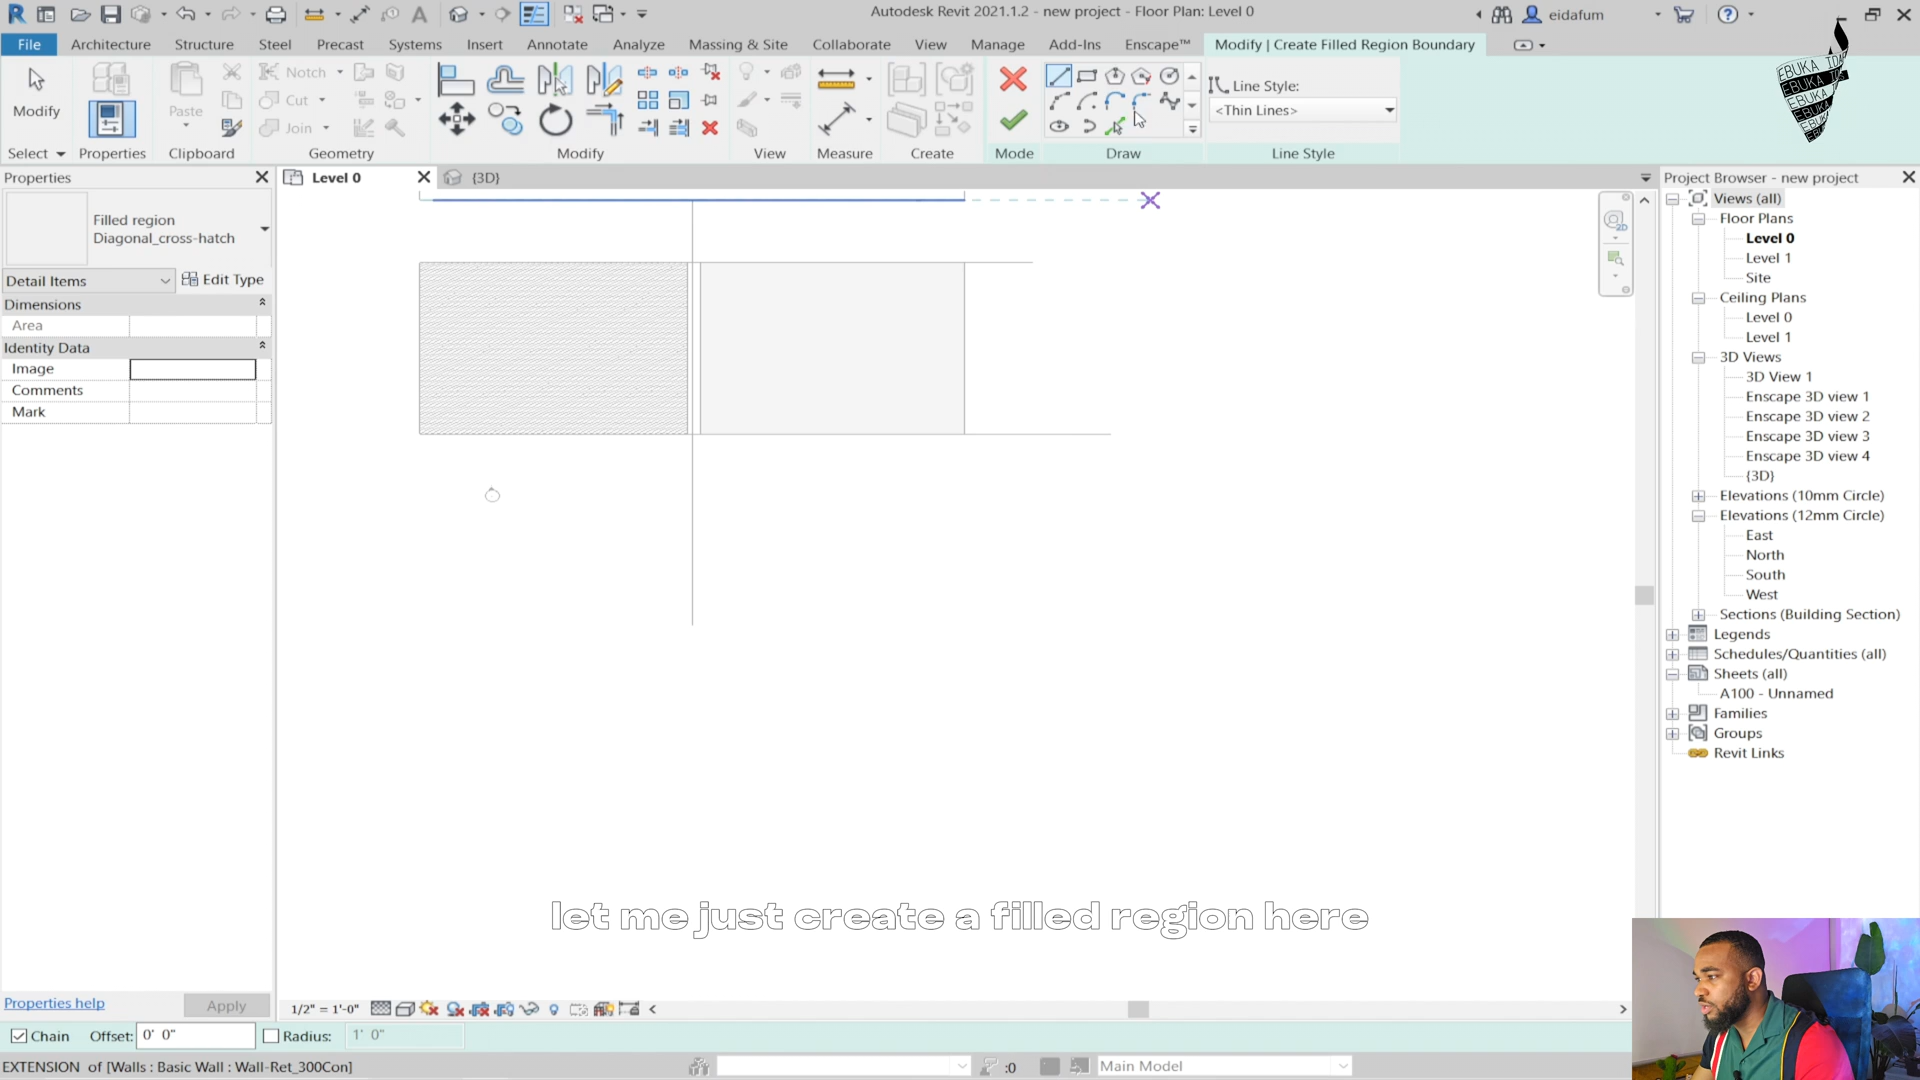 Autodesk Revit 2021.1.2 - new project - Floor Plan: Level 0
eidafum
File Architecture Structure Steel Precast Systems Insert Annotate Analyze Massing & Site Collaborate View Manage Add-Ins Enscape™ Modify | Create Filled Region Boundary
Modify
Paste
Notch
Cut
Join
Line Style:
<Thin Lines>
Select Properties Clipboard Geometry Modify View Measure Create Mode Draw Line Style
EBUKA IDA
EBUKA IDA
EBUKA
EBUKA
Properties
Level 0
{3D}
Project Browser - new project
Filled region
Diagonal_cross-hatch
Detail Items
Edit Type
Dimensions
Area
Identity Data
Image
Comments
Mark
2D
Views (all)
Floor Plans
Level 0
Level 1
Site
Ceiling Plans
Level 0
Level 1
3D Views
3D View 1
Enscape 3D view 1
Enscape 3D view 2
Enscape 3D view 3
Enscape 3D view 4
{3D}
Elevations (10mm Circle)
Elevations (12mm Circle)
East
North
South
West
Sections (Building Section)
Legends
Schedules/Quantities (all)
Sheets (all)
A100 - Unnamed
Families
Groups
Revit Links
let me just create a filled region here
Properties help
Apply
1/2" = 1'-0"
Chain
Offset:
0' 0"
Radius:
1' 0"
EXTENSION of [Walls : Basic Wall : Wall-Ret_300Con]
:0
Main Model